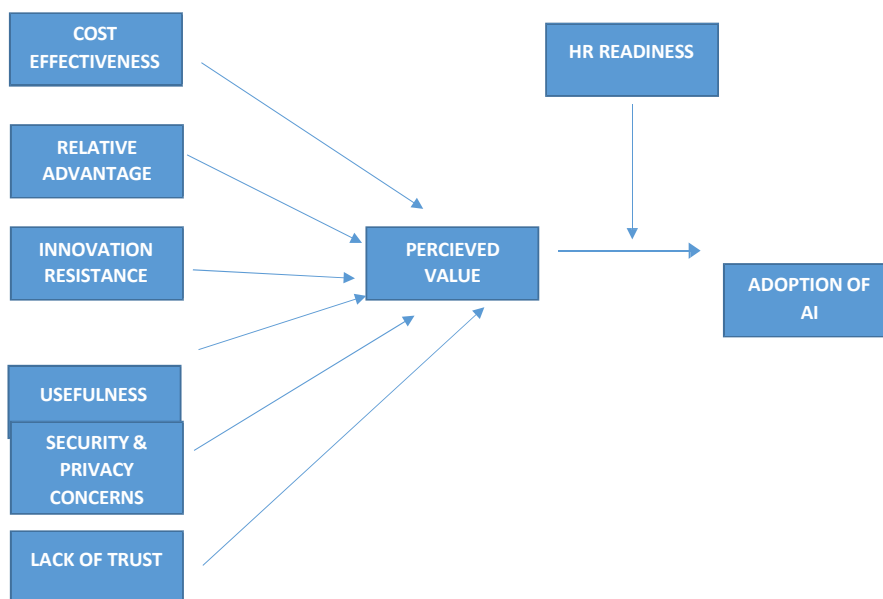 COST
EFFECTIVENESS
HR READINESS
RELATIVE
ADVANTAGE
INNOVATION
RESISTANCE
PERCIEVED
VALUE
ADOPTION OF
AI
USEFULNESS
SECURITY &
PRIVACY
CONCERNS
LACK OF TRUST